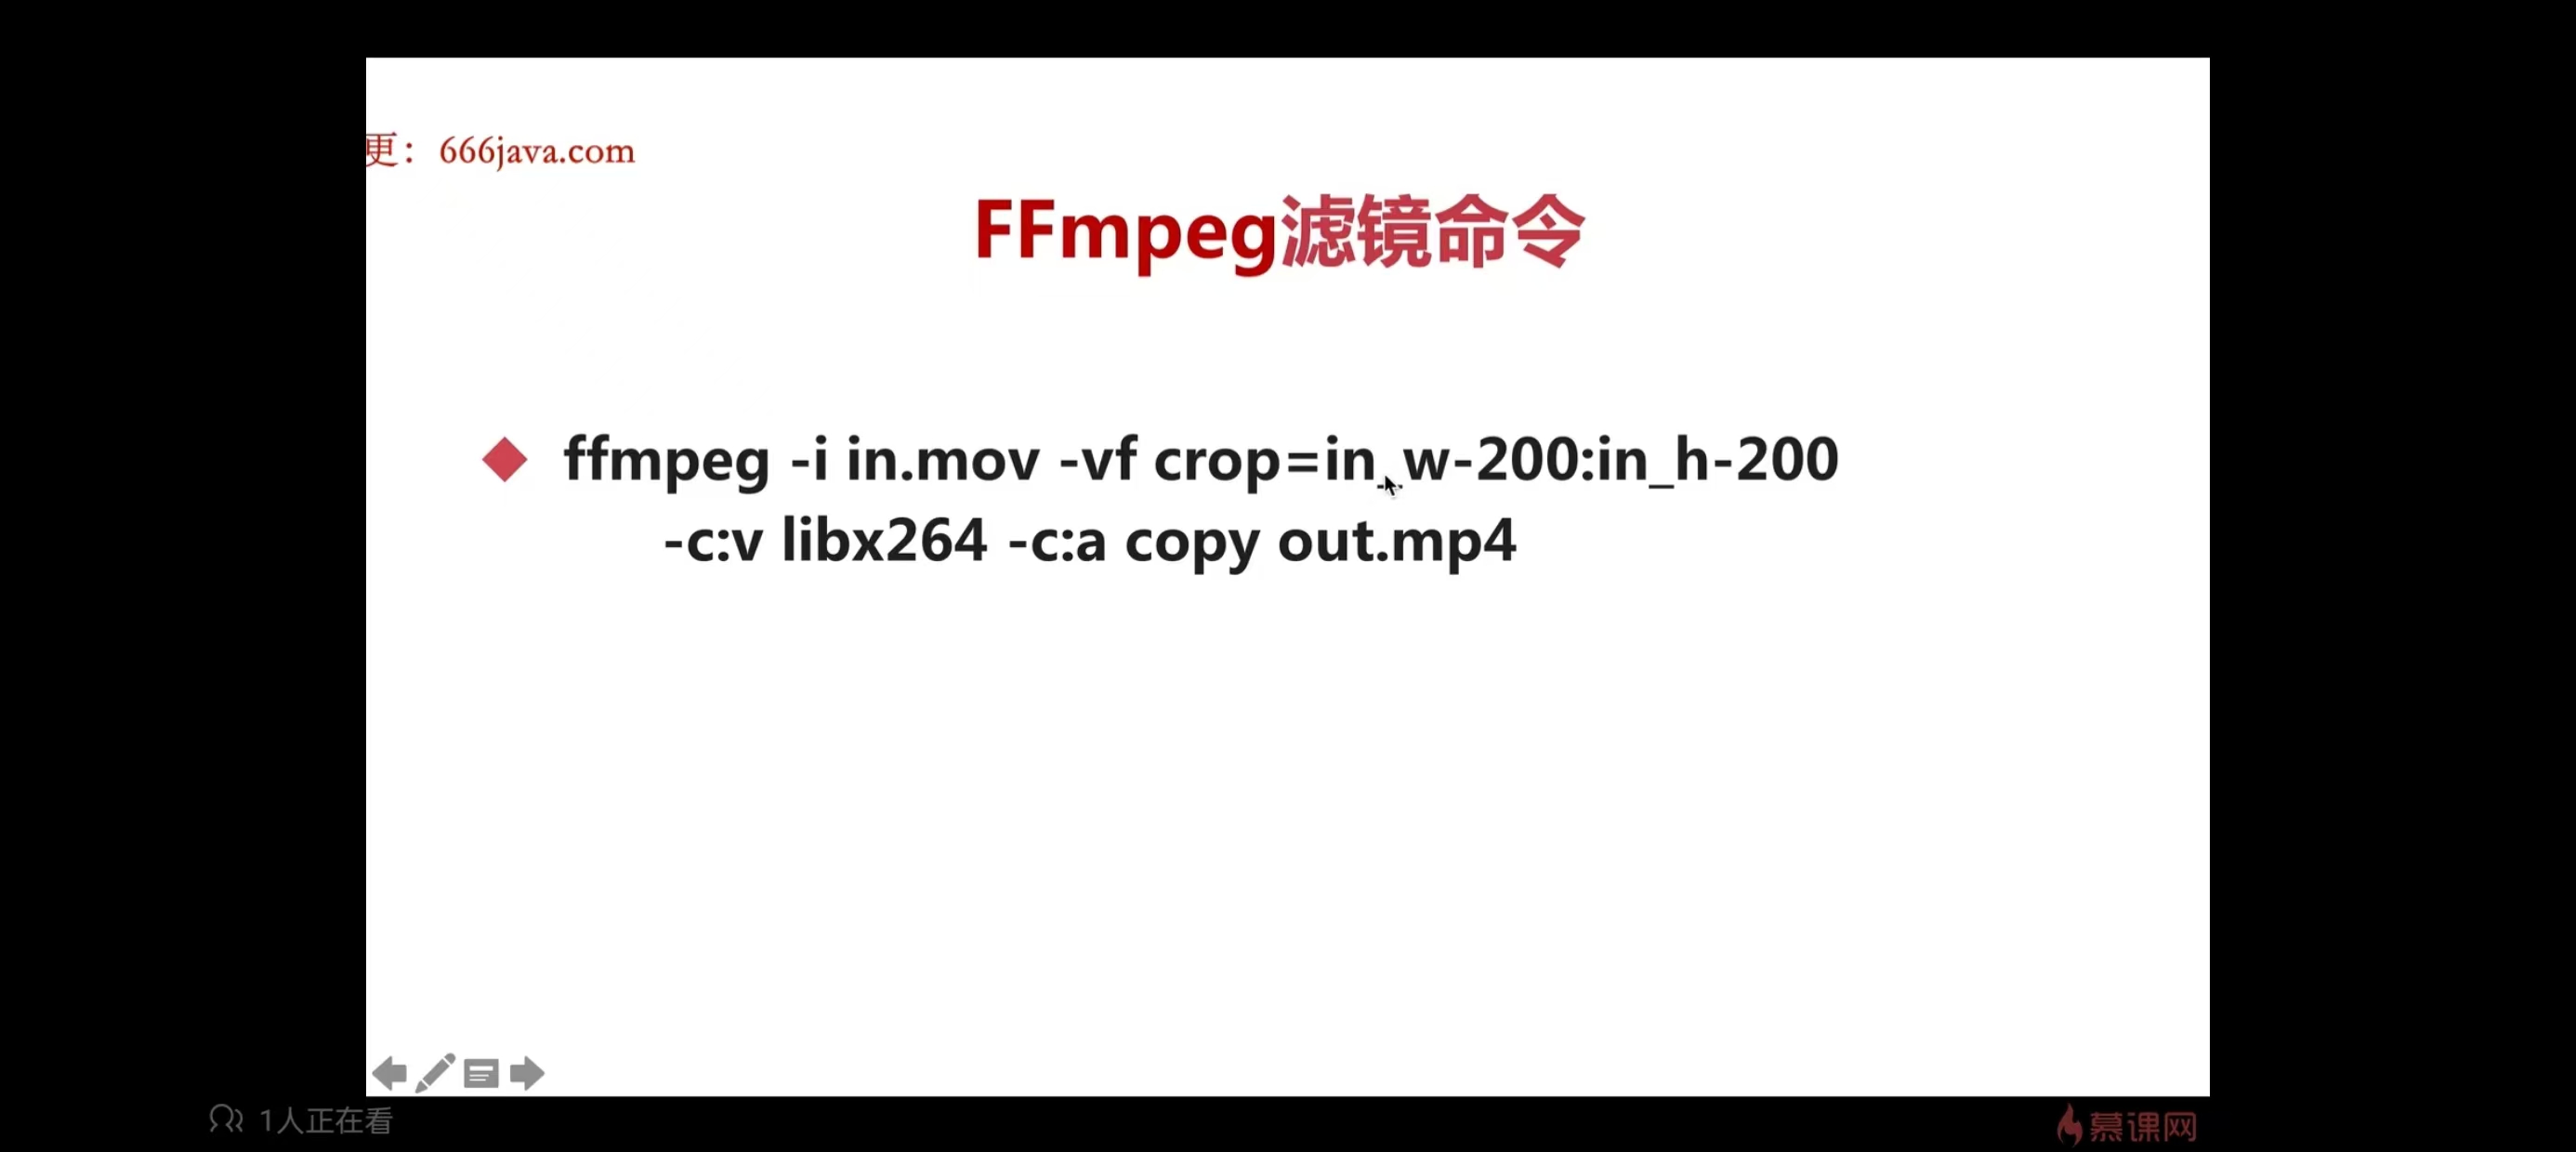 更：666java.com
FFmpeg滤镜命令
ffmpeg -i in.mov -vf crop=in_w-200:in_h-200
-c:v libx264 -c:a copy out.mp4
1人正在看
慕课网